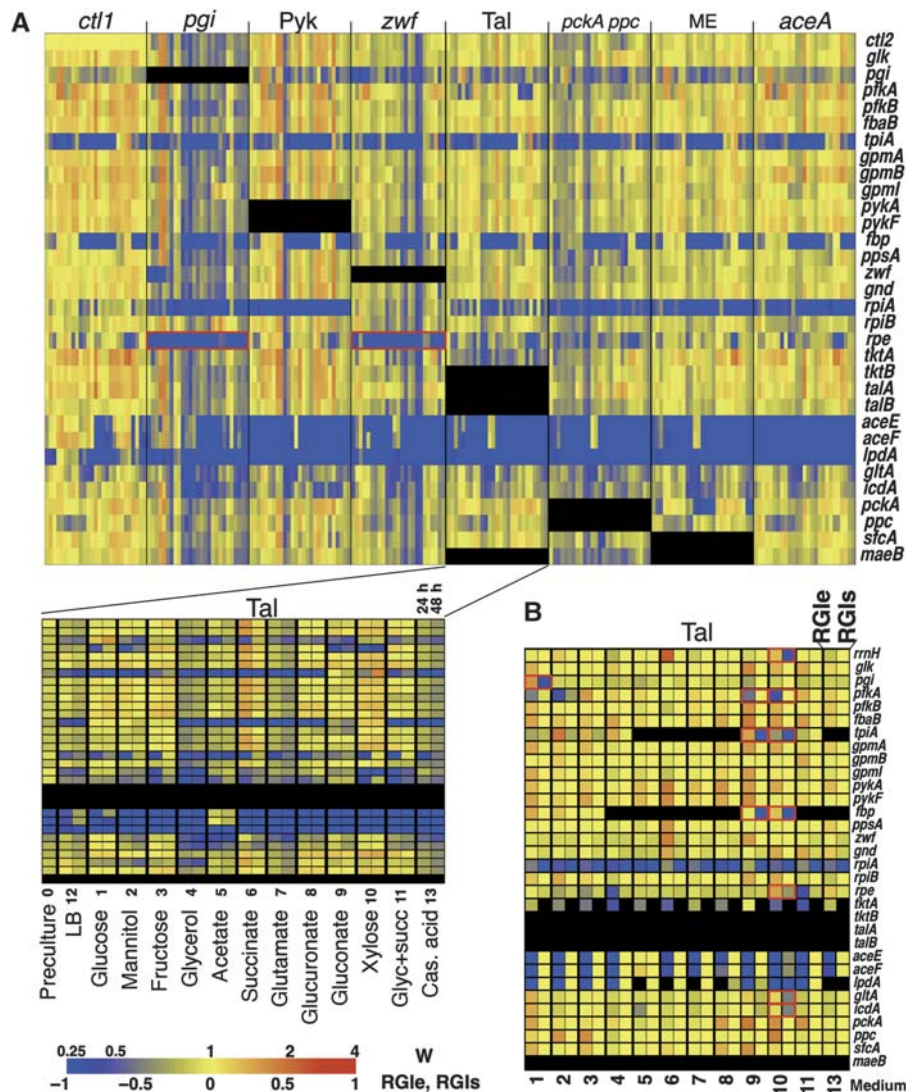 A
ctl1 pgi Pyk zwf Tal pckA ppc ME aceA
ctl2
glk
pgi
pfkA
pfkB
fbaB
tpiA
gpmA
gpmB
gpmI
pykA
pykF
fbp
ppsA
zwf
gnd
rpiA
rpiB
rpe
tktA
tktB
talA
talB
aceE
aceF
lpdA
gltA
icdA
pckA
ppc
sfcA
maeB
Tal
24 h
48 h
Preculture 0
LB 12
Glucose 1
Mannitol 2
Fructose 3
Glycerol 4
Acetate 5
Succinate 6
Glutamate 7
Glucuronate 8
Gluconate 9
Xylose 10
Glyc+succ 11
Cas. acid 13
0.25 0.5 1 2 4 W
−1 0 1 RGIe, RGIs
B
Tal
RGIe
RGIs
rrnH
glk
pgi
pfkA
pfkB
fbaB
tpiA
gpmA
gpmB
gpmI
pykA
pykF
fbp
ppsA
zwf
gnd
rpiA
rpiB
rpe
tktA
tktB
talA
talB
aceE
aceF
lpdA
gltA
icdA
pckA
ppc
sfcA
maeB
1 2 3 4 5 6 7 8 9 10 11 13 Medium